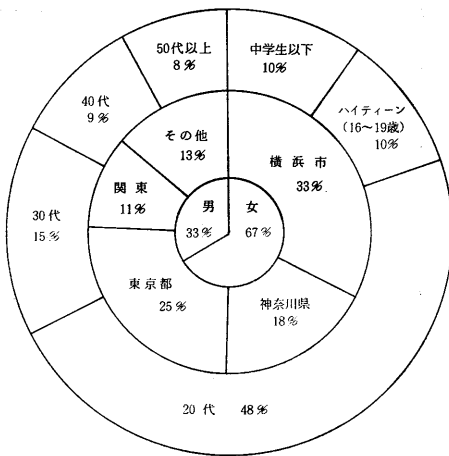 50代以上
8%
中学生以下
10%
40代
9%
ハイティーン
(16〜19歳)
10%
その他
13%
横浜市
33%
関東
11%
30代
15%
男
33%
女
67%
東京都
25%
神奈川県
18%
20代 48%